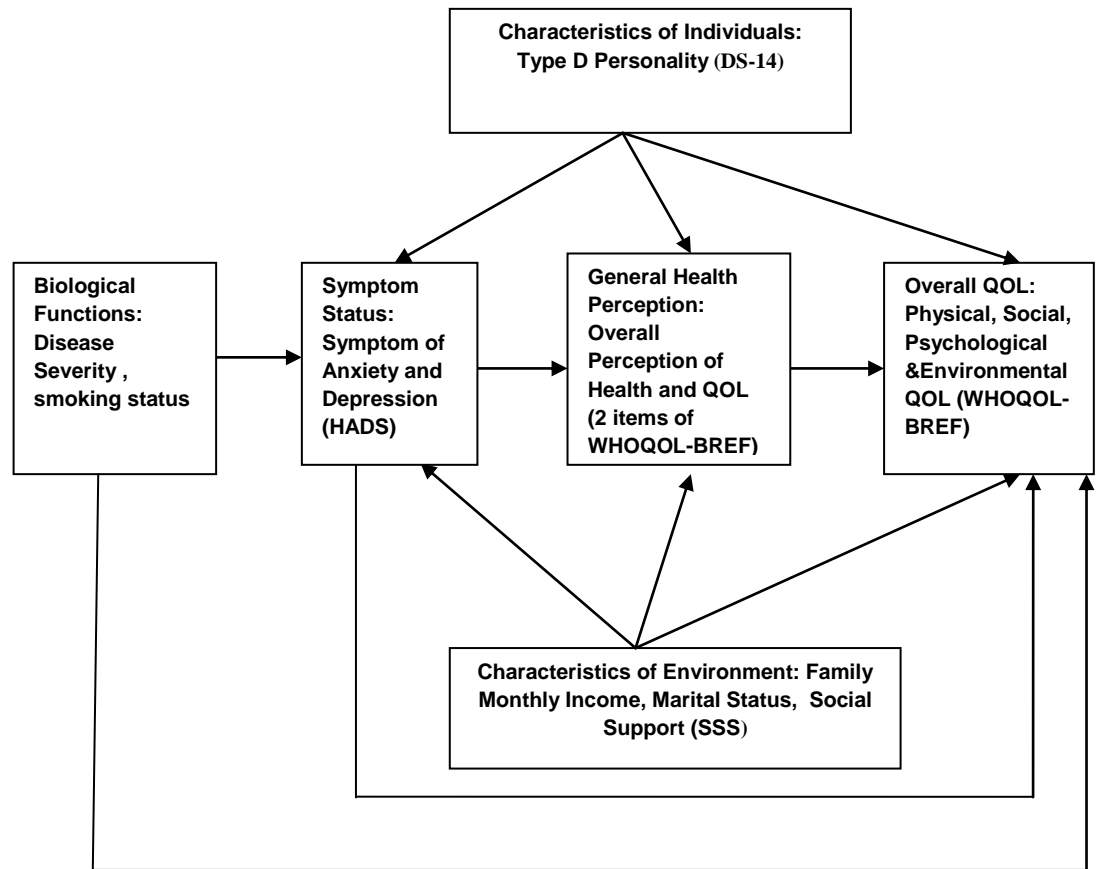 Characteristics of Individuals:
Type D Personality (DS-14)
Biological
Functions:
Disease
Severity ,
smoking status
Symptom
Status:
Symptom of
Anxiety and
Depression
(HADS)
General Health
Perception:
Overall
Perception of
Health and QOL
(2 items of
WHOQOL-BREF)
Overall QOL:
Physical, Social,
Psychological
&Environmental
QOL (WHOQOL-
BREF)
Characteristics of Environment: Family
Monthly Income, Marital Status,  Social
Support (SSS)